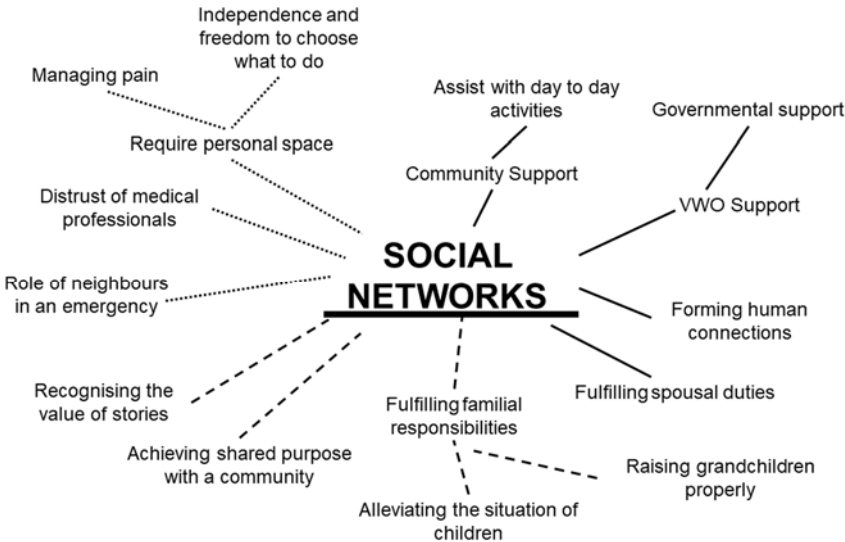 Independence and
freedom to choose
what to do
Managing pain
Require personal space
Assist with day to day
activities
Governmental support
Community Support
VWO Support
Distrust of medical
professionals
SOCIAL
NETWORKS
Role of neighbours
in an emergency
Forming human
connections
Recognising the
value of stories
Fulfilling familial
responsibilities
Fulfilling spousal duties
Achieving shared purpose
with a community
Raising grandchildren
properly
Alleviating the situation of
children